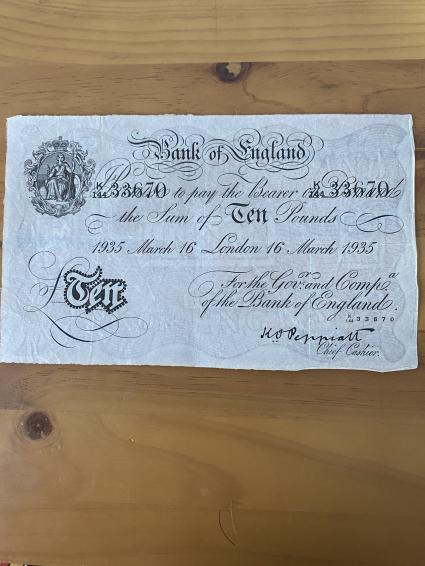 Bank of England
K/144 33670 K/144 33670
to pay the Bearer on Demand
the Sum of Ten Pounds
1935 March 16 London 16 March 1935
For the Govr. and Compa.
£Ten of the Bank of England.
K/144 33670
K O Peppiatt
Chief Cashier.